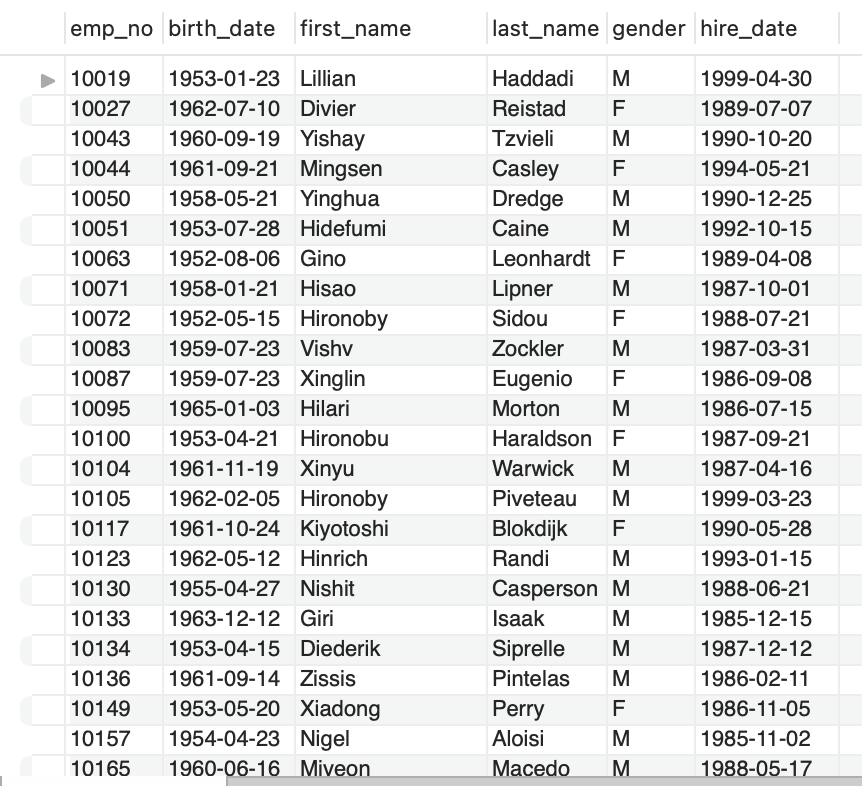 emp_no birth_date first_name last_name gender hire_date
10019 1953-01-23 Lillian Haddadi M 1999-04-30
10027 1962-07-10 Divier Reistad F 1989-07-07
10043 1960-09-19 Yishay Tzvieli M 1990-10-20
10044 1961-09-21 Mingsen Casley F 1994-05-21
10050 1958-05-21 Yinghua Dredge M 1990-12-25
10051 1953-07-28 Hidefumi Caine M 1992-10-15
10063 1952-08-06 Gino Leonhardt F 1989-04-08
10071 1958-01-21 Hisao Lipner M 1987-10-01
10072 1952-05-15 Hironoby Sidou F 1988-07-21
10083 1959-07-23 Vishv Zockler M 1987-03-31
10087 1959-07-23 Xinglin Eugenio F 1986-09-08
10095 1965-01-03 Hilari Morton M 1986-07-15
10100 1953-04-21 Hironobu Haraldson F 1987-09-21
10104 1961-11-19 Xinyu Warwick M 1987-04-16
10105 1962-02-05 Hironoby Piveteau M 1999-03-23
10117 1961-10-24 Kiyotoshi Blokdijk F 1990-05-28
10123 1962-05-12 Hinrich Randi M 1993-01-15
10130 1955-04-27 Nishit Casperson M 1988-06-21
10133 1963-12-12 Giri Isaak M 1985-12-15
10134 1953-04-15 Diederik Siprelle M 1987-12-12
10136 1961-09-14 Zissis Pintelas M 1986-02-11
10149 1953-05-20 Xiadong Perry F 1986-11-05
10157 1954-04-23 Nigel Aloisi M 1985-11-02
10165 1960-06-16 Miyeon Macedo M 1988-05-17